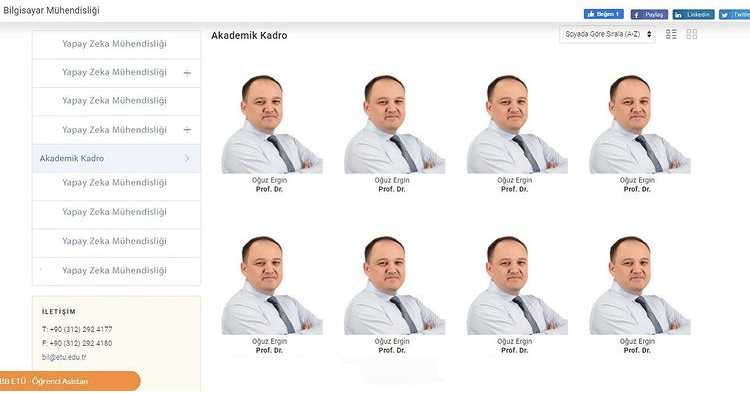 Bilgisayar Mühendisliği
Beğen 1
Paylaş
Linkedin
Twitle
Yapay Zeka Mühendisliği
Yapay Zeka Mühendisliği
Yapay Zeka Mühendisliği
Yapay Zeka Mühendisliği
Akademik Kadro
Yapay Zeka Mühendisliği
Yapay Zeka Mühendisliği
Yapay Zeka Mühendisliği
Yapay Zeka Mühendisliği
İLETİŞİM
T: +90 (312) 292 4177
F: +90 (312) 292 4180
bil@etu.edu.tr
BB ETÜ - Öğrenci Asistan
Akademik Kadro
Soyada Göre Sırala (A-Z)
Oğuz Ergin
Prof. Dr.
Oğuz Ergin
Prof. Dr.
Oğuz Ergin
Prof. Dr.
Oğuz Ergin
Prof. Dr.
Oğuz Ergin
Prof. Dr.
Oğuz Ergin
Prof. Dr.
Oğuz Ergin
Prof. Dr.
Oğuz Ergin
Prof. Dr.